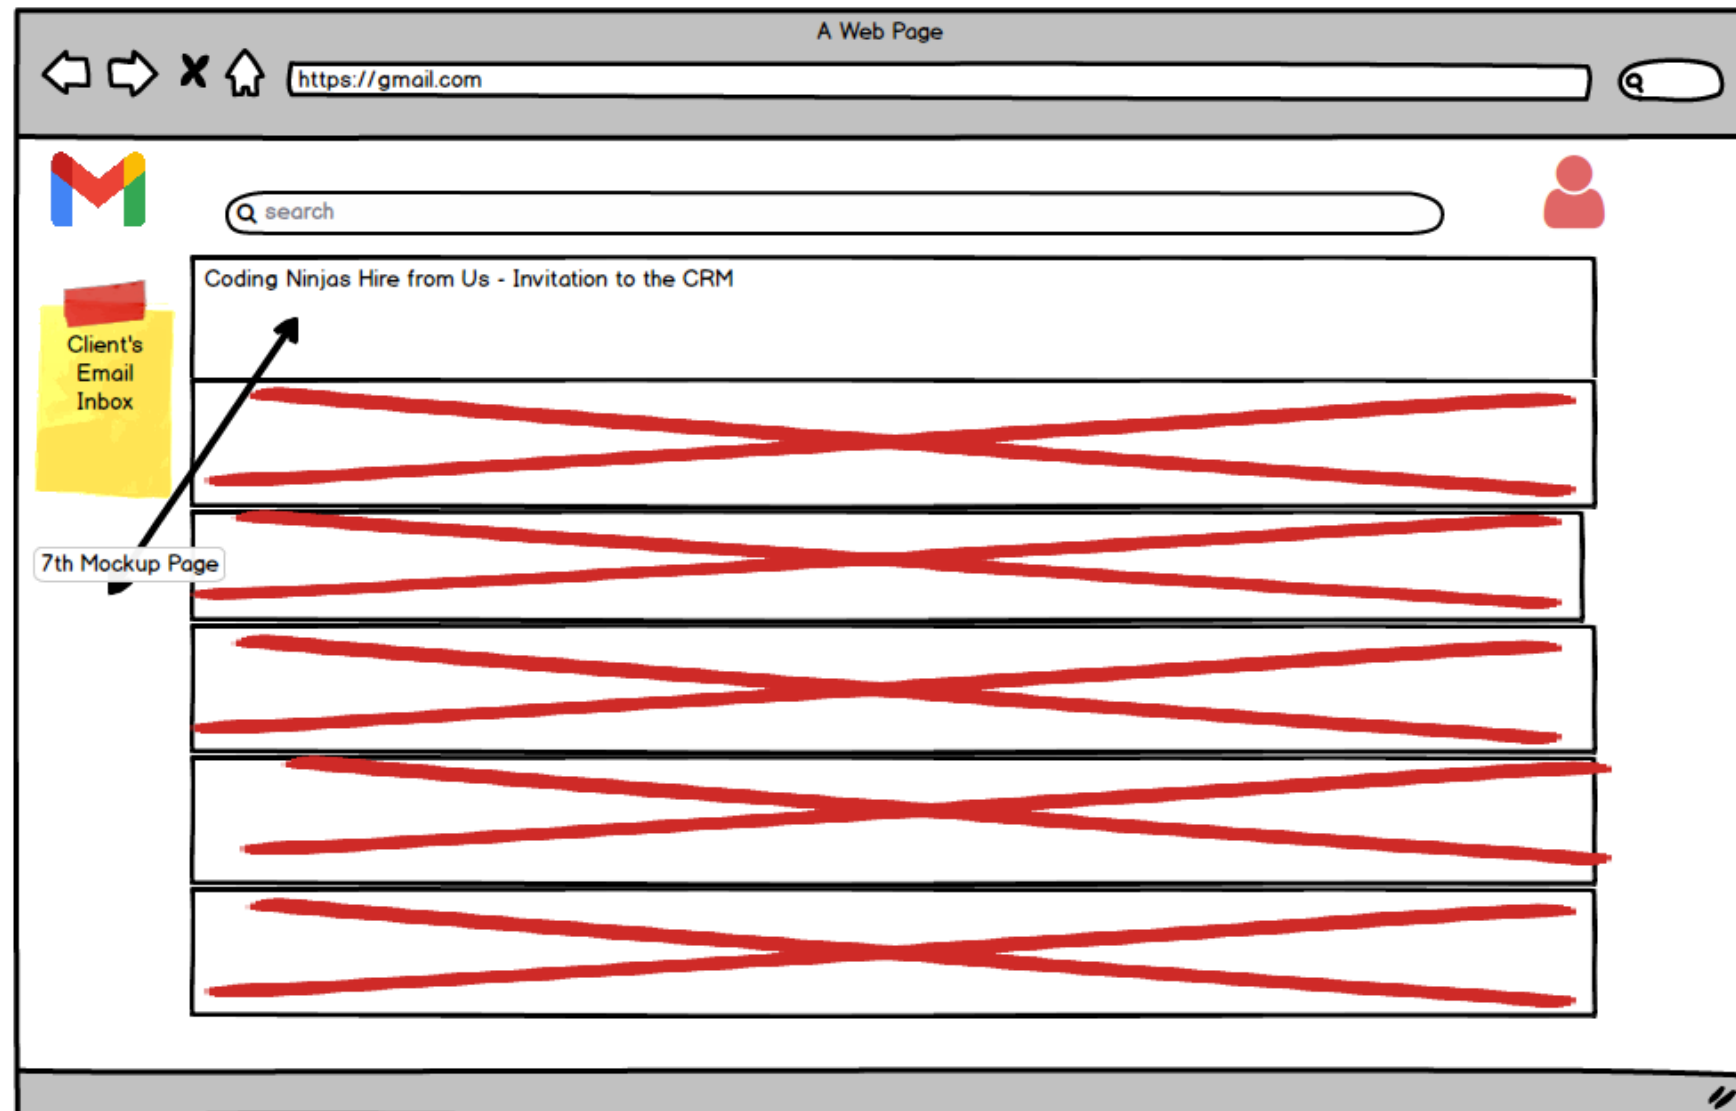 A Web Page
https://gmail.com
search
Coding Ninjas Hire from Us - Invitation to the CRM
Client's
Email
Inbox
7th Mockup Page